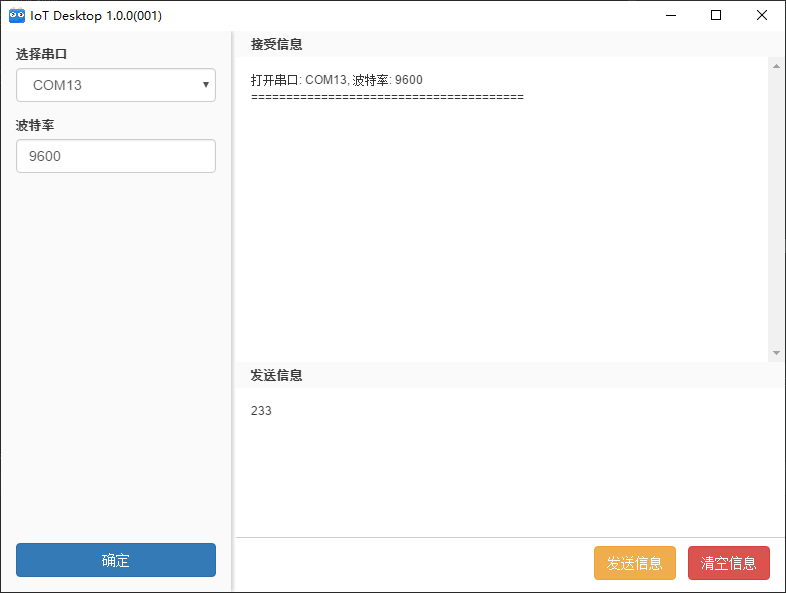 IoT Desktop 1.0.0(001)
选择串口
COM13
波特率
9600
确定
接受信息
打开串口: COM13, 波特率: 9600
=======================================
发送信息
233
发送信息
清空信息